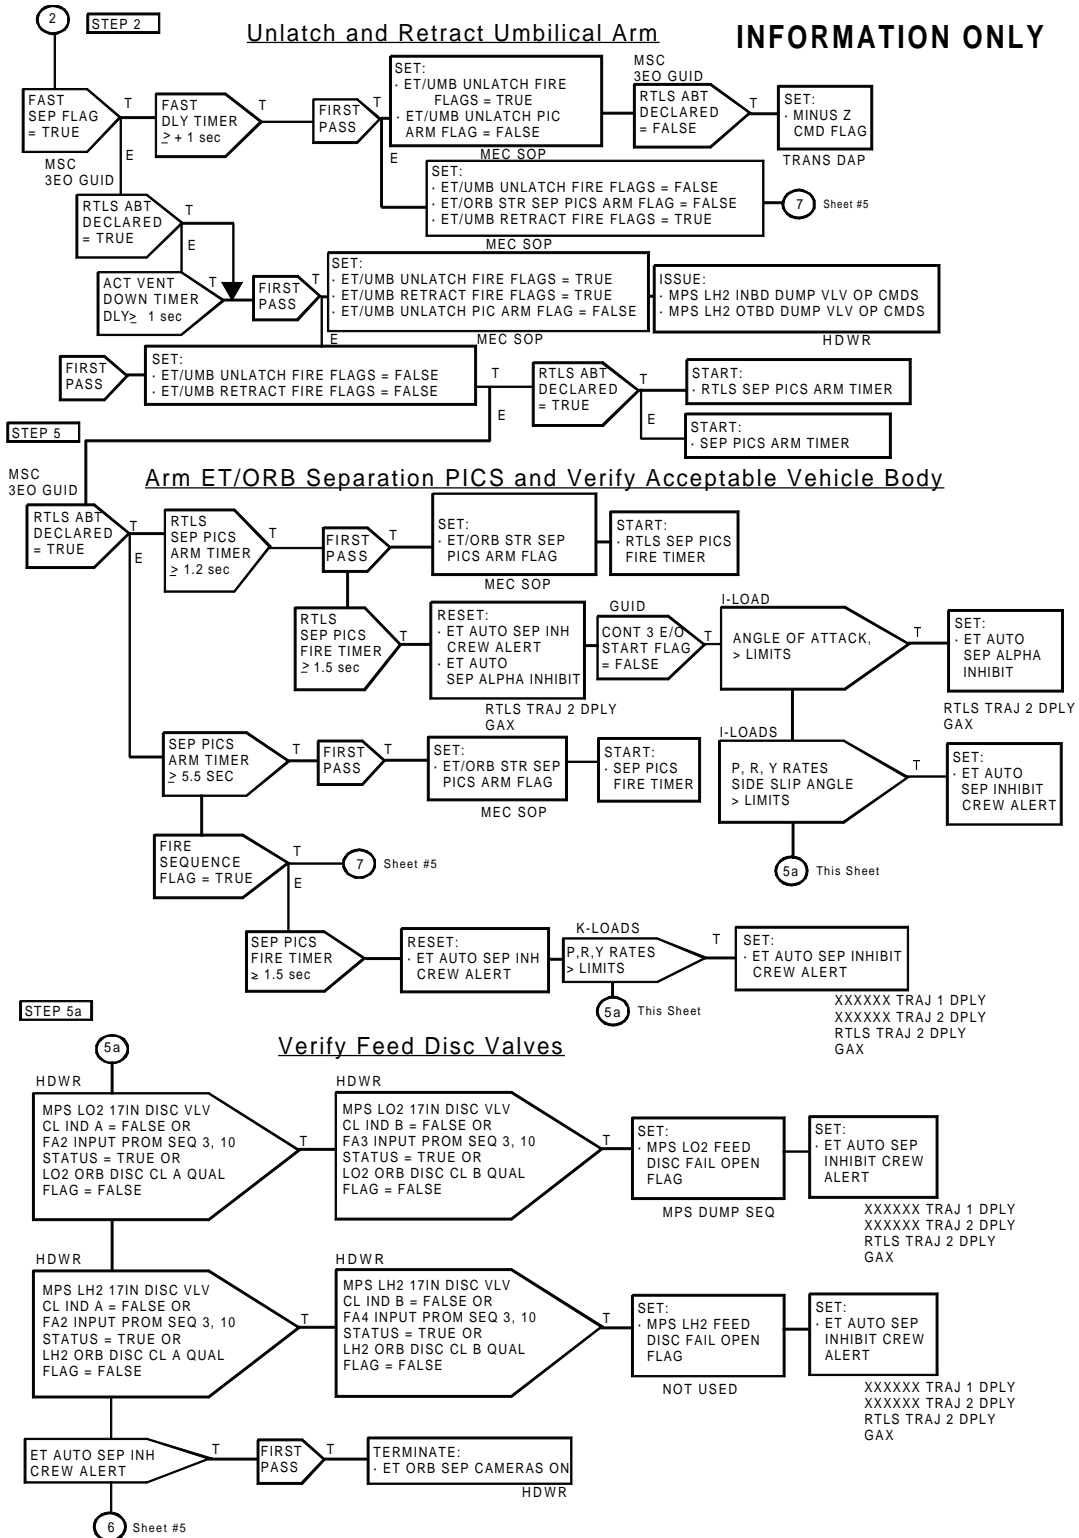 2
STEP 2
Unlatch and Retract Umbilical Arm
INFORMATION ONLY
FAST
SEP FLAG
= TRUE
T
E
MSC
3EO GUID
FAST
DLY TIMER
≥ + 1 sec
T
FIRST
PASS
T
E
SET:
· ET/UMB UNLATCH FIRE
FLAGS = TRUE
· ET/UMB UNLATCH PIC
ARM FLAG = FALSE
MEC SOP
MSC
3EO GUID
RTLS ABT
DECLARED
= FALSE
T
SET:
· MINUS Z
CMD FLAG
TRANS DAP
SET:
· ET/UMB UNLATCH FIRE FLAGS = FALSE
· ET/ORB STR SEP PICS ARM FLAG = FALSE
· ET/UMB RETRACT FIRE FLAGS = TRUE
MEC SOP
7
Sheet #5
RTLS ABT
DECLARED
= TRUE
T
E
ACT VENT
DOWN TIMER
DLY ≥ 1 sec
T
FIRST
PASS
T
E
SET:
· ET/UMB UNLATCH FIRE FLAGS = TRUE
· ET/UMB RETRACT FIRE FLAGS = TRUE
· ET/UMB UNLATCH PIC ARM FLAG = FALSE
MEC SOP
ISSUE:
· MPS LH2 INBD DUMP VLV OP CMDS
· MPS LH2 OTBD DUMP VLV OP CMDS
HDWR
FIRST
PASS
SET:
· ET/UMB UNLATCH FIRE FLAGS = FALSE
· ET/UMB RETRACT FIRE FLAGS = FALSE
T
E
RTLS ABT
DECLARED
= TRUE
T
E
START:
· RTLS SEP PICS ARM TIMER
START:
· SEP PICS ARM TIMER
STEP 5
MSC
3EO GUID
Arm ET/ORB Separation PICS and Verify Acceptable Vehicle Body
RTLS ABT
DECLARED
= TRUE
T
E
RTLS
SEP PICS
ARM TIMER
≥ 1.2 sec
T
FIRST
PASS
T
SET:
· ET/ORB STR SEP
PICS ARM FLAG
MEC SOP
START:
· RTLS SEP PICS
FIRE TIMER
RTLS
SEP PICS
FIRE TIMER
≥ 1.5 sec
T
RESET:
· ET AUTO SEP INH
CREW ALERT
· ET AUTO
SEP ALPHA INHIBIT
RTLS TRAJ 2 DPLY
GAX
GUID
CONT 3 E/O
START FLAG
= FALSE
T
I-LOAD
ANGLE OF ATTACK,
> LIMITS
T
SET:
· ET AUTO
SEP ALPHA
INHIBIT
RTLS TRAJ 2 DPLY
GAX
SEP PICS
ARM TIMER
≥ 5.5 SEC
T
FIRST
PASS
T
SET:
· ET/ORB STR SEP
PICS ARM FLAG
MEC SOP
START:
· SEP PICS
FIRE TIMER
I-LOADS
P, R, Y RATES
SIDE SLIP ANGLE
> LIMITS
T
SET:
· ET AUTO
SEP INHIBIT
CREW ALERT
5a
This Sheet
FIRE
SEQUENCE
FLAG = TRUE
T
E
7
Sheet #5
SEP PICS
FIRE TIMER
≥ 1.5 sec
RESET:
· ET AUTO SEP INH
CREW ALERT
K-LOADS
P,R,Y RATES
> LIMITS
T
SET:
· ET AUTO SEP INHIBIT
CREW ALERT
XXXXXX TRAJ 1 DPLY
XXXXXX TRAJ 2 DPLY
RTLS TRAJ 2 DPLY
GAX
5a
This Sheet
STEP 5a
5a
Verify Feed Disc Valves
HDWR
MPS LO2 17IN DISC VLV
CL IND A = FALSE OR
FA2 INPUT PROM SEQ 3, 10
STATUS = TRUE OR
LO2 ORB DISC CL A QUAL
FLAG = FALSE
T
HDWR
MPS LO2 17IN DISC VLV
CL IND B = FALSE OR
FA3 INPUT PROM SEQ 3, 10
STATUS = TRUE OR
LO2 ORB DISC CL B QUAL
FLAG = FALSE
T
SET:
· MPS LO2 FEED
DISC FAIL OPEN
FLAG
MPS DUMP SEQ
SET:
· ET AUTO SEP
INHIBIT CREW
ALERT
XXXXXX TRAJ 1 DPLY
XXXXXX TRAJ 2 DPLY
RTLS TRAJ 2 DPLY
GAX
HDWR
MPS LH2 17IN DISC VLV
CL IND A = FALSE OR
FA2 INPUT PROM SEQ 3, 10
STATUS = TRUE OR
LH2 ORB DISC CL A QUAL
FLAG = FALSE
T
HDWR
MPS LH2 17IN DISC VLV
CL IND B = FALSE OR
FA4 INPUT PROM SEQ 3, 10
STATUS = TRUE OR
LH2 ORB DISC CL B QUAL
FLAG = FALSE
T
SET:
· MPS LH2 FEED
DISC FAIL OPEN
FLAG
NOT USED
SET:
· ET AUTO SEP
INHIBIT CREW
ALERT
XXXXXX TRAJ 1 DPLY
XXXXXX TRAJ 2 DPLY
RTLS TRAJ 2 DPLY
GAX
ET AUTO SEP INH
CREW ALERT
T
FIRST
PASS
T
TERMINATE:
· ET ORB SEP CAMERAS ON
HDWR
6
Sheet #5